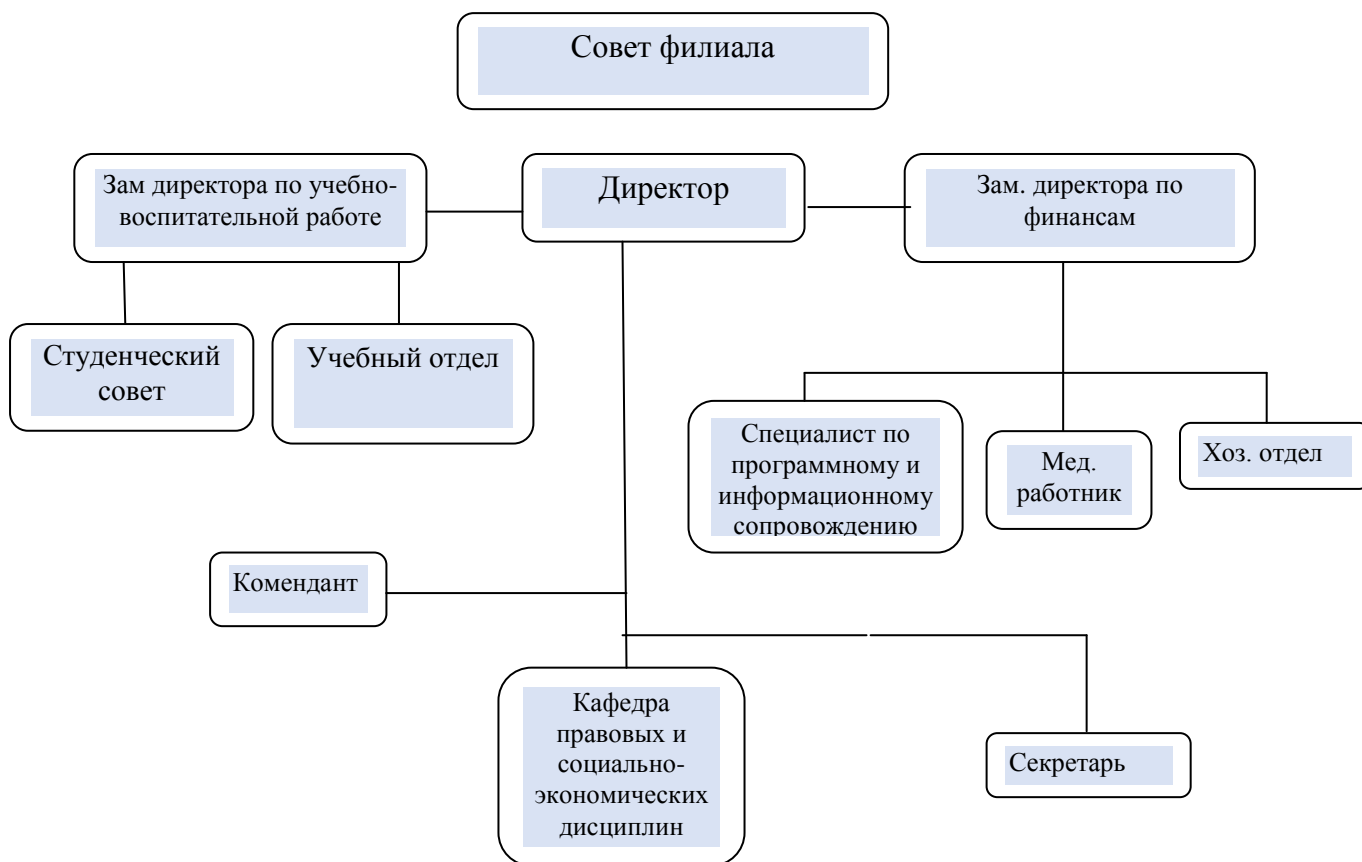 Совет филиала
Зам директора по учебно-
воспитательной работе
Директор
Зам. директора по
финансам
Студенческий
совет
Учебный отдел
Специалист по
программному и
информационному
сопровождению
Мед.
работник
Хоз. отдел
Комендант
Кафедра
правовых и
социально-
экономических
дисциплин
Секретарь